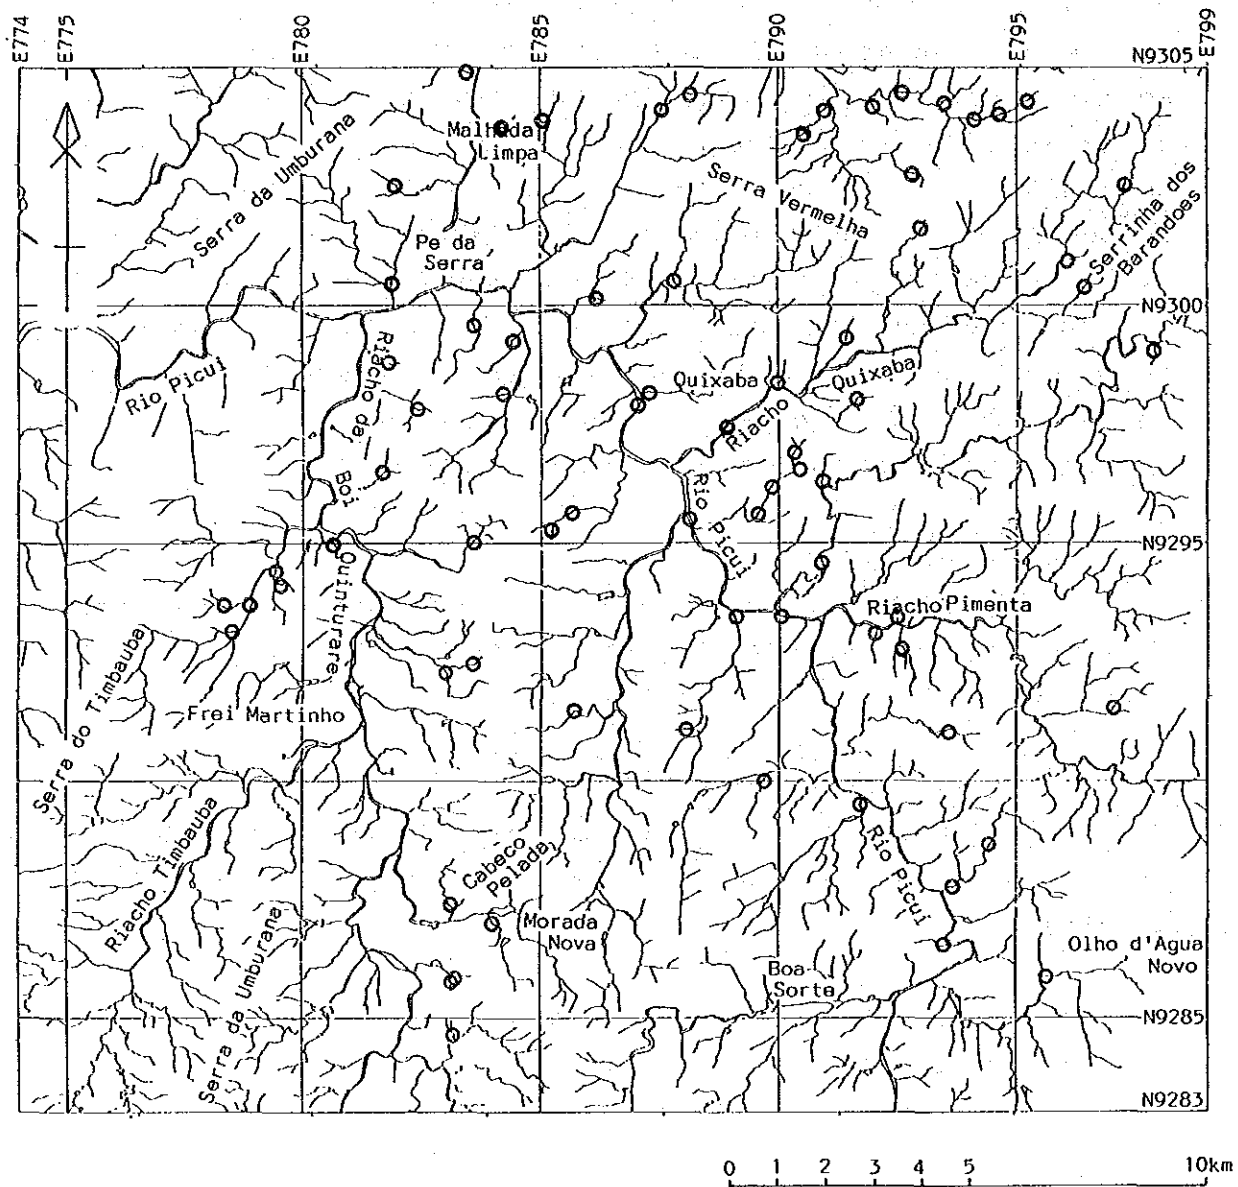 E774
E775
E780
E785
E790
E795
E799
N9305
Malhada
Limpa
Serra da Umburana
Serra Vermelha
Serrinha dos
Barandoes
Pe da
Serra
N9300
Rio Picui
Riacho da
Boi
Quixaba
Quixaba
Riacho
Rio
Picui
N9295
Quinturare
Riacho Pimenta
Serra do Timbauba
Frei Martinho
Riacho Timbauba
Cabeco
Pelada
Rio Picui
Serra da Umburana
Morada
Nova
Olho d'Agua
Novo
Boa
Sorte
N9285
N9283
0 1 2 3 4 5 10km